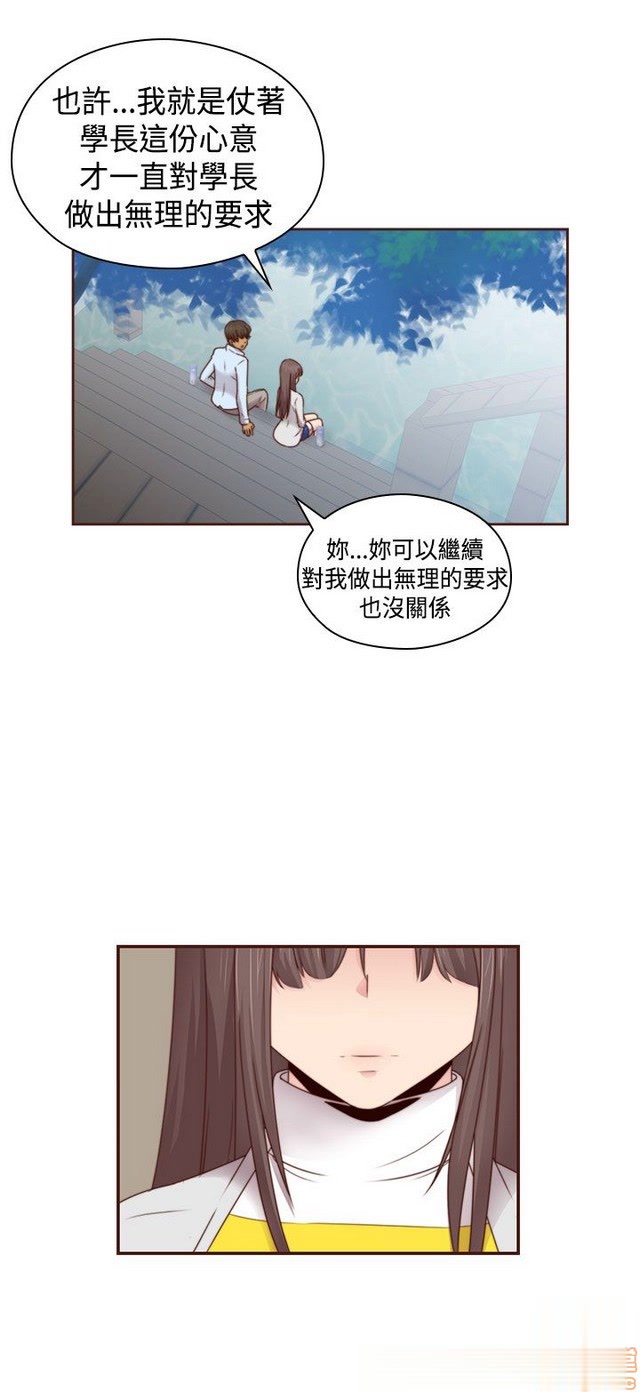 也許...我就是仗著
學長這份心意
才一直對學長
做出無理的要求
妳...妳可以繼續
對我做出無理的要求
也沒關係